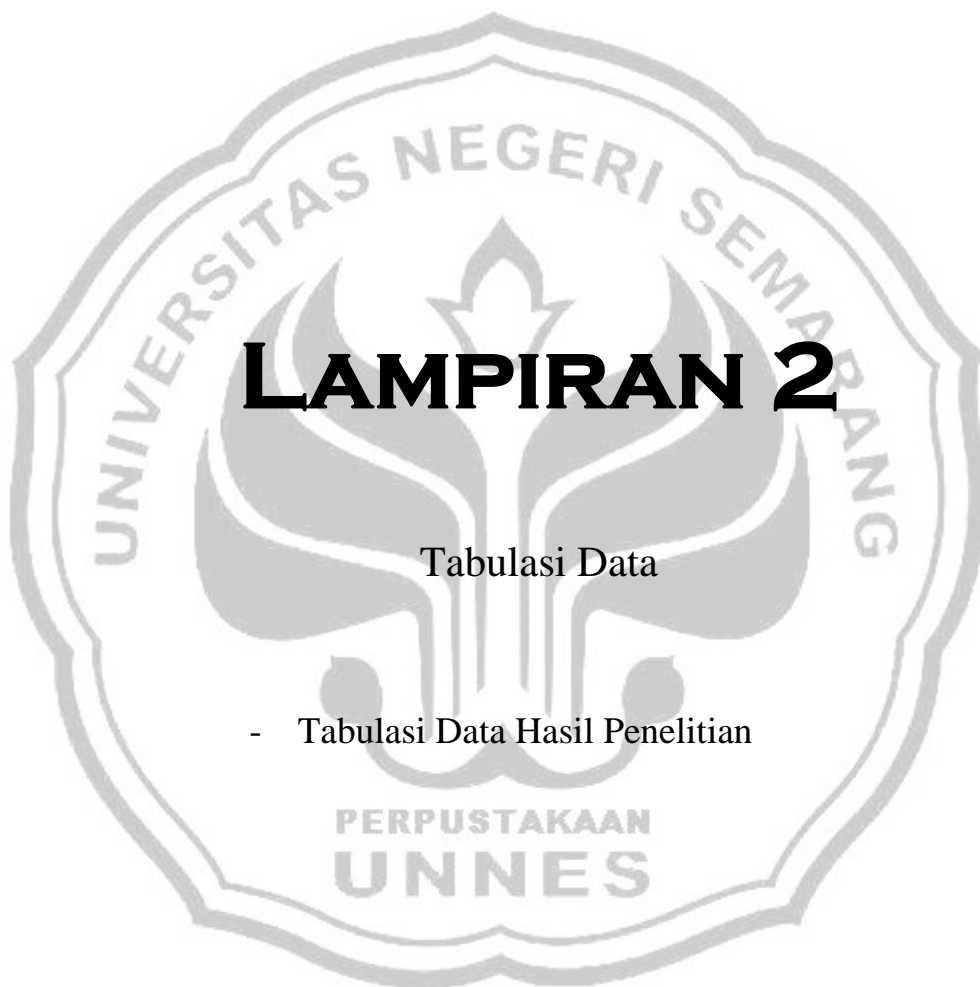 UNIVERSITAS NEGERI SEMARANG
LAMPIRAN 2
Tabulasi Data
- Tabulasi Data Hasil Penelitian
PERPUSTAKAAN
UNNES